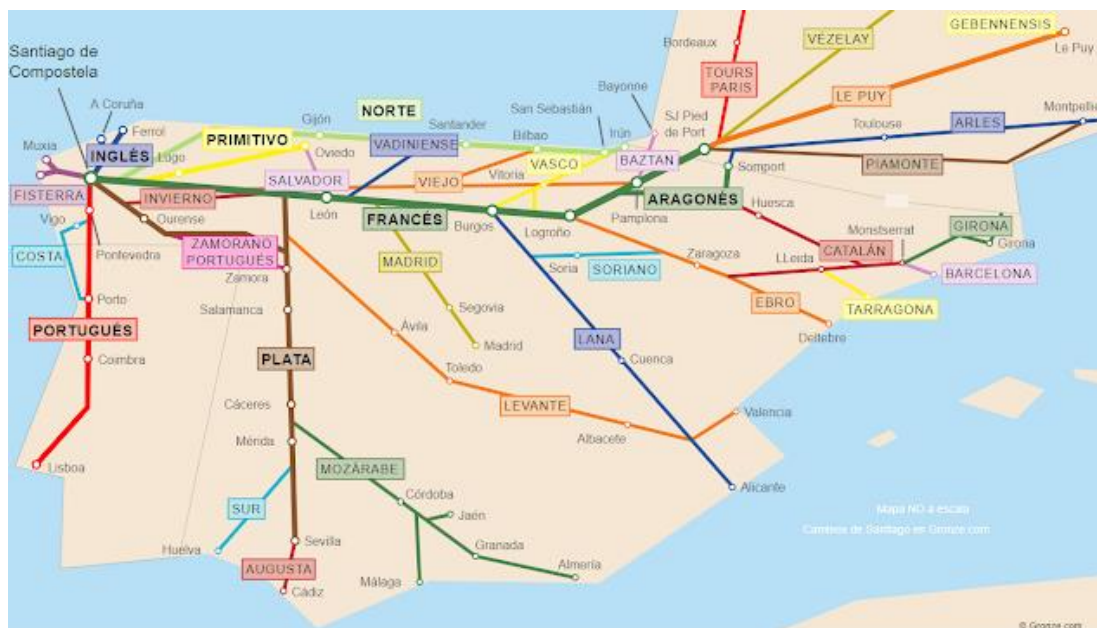 GEBENNENSIS
VÉZELAY
Bordeaux
Le Puy
Santiago de
Compostela
TOURS
PARIS
Bayonne
LE PUY
A Coruña
NORTE
San Sebastián
SJ Pied
de Port
Montpellie
Ferrol
Gijón
Santander
Irún
Toulouse
ARLES
Muxia
PRIMITIVO
Bilbao
INGLÉS
Lugo
Oviedo
VADINIENSE
VASCO
BAZTAN
Somport
PIAMONTE
FISTERRA
SALVADOR
VIEJO
Vitoria
INVIERNO
ARAGONÉS
Vigo
Ourense
León
FRANCÉS
Burgos
Logroño
Pamplona
Huesca
Monstserrat
GIRONA
COSTA
Pontevedra
ZAMORANO
PORTUGUÉS
Zamora
MADRID
Soria
SORIANO
Zaragoza
CATALÁN
Girona
LLeida
BARCELONA
Porto
Salamanca
Segovia
EBRO
TARRAGONA
PORTUGUÉS
Ávila
Madrid
LANA
Deltebre
Coimbra
PLATA
Toledo
Cuenca
Cáceres
LEVANTE
Valencia
Mérida
Albacete
Lisboa
MOZÁRABE
Alicante
SUR
Córdoba
Jaén
Mapa NO a escala
Caminos de Santiago en Gronze.com
Huelva
Sevilla
Granada
AUGUSTA
Málaga
Almería
Cádiz
© Gronze.com